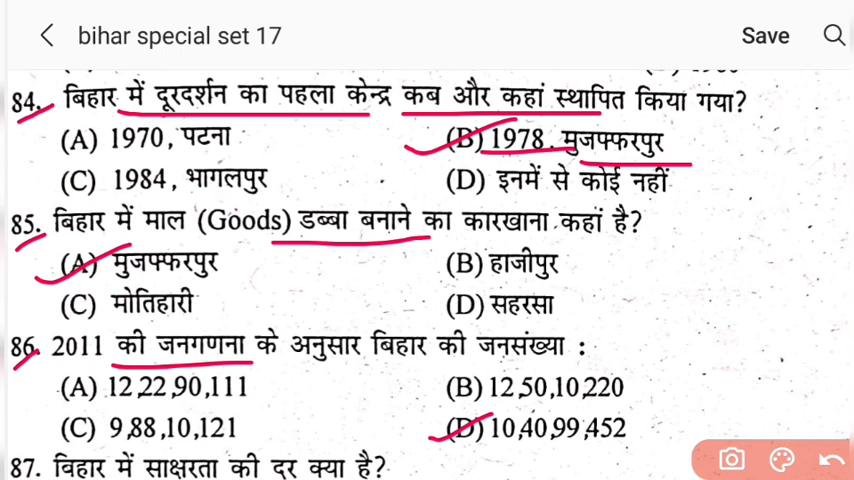 bihar special set 17 Save
84. बिहार में दूरदर्शन का पहला केन्द्र कब और कहां स्थापित किया गया?
(A) 1970, पटना (B) 1978, मुजफ्फरपुर
(C) 1984, भागलपुर (D) इनमें से कोई नहीं
85. बिहार में माल (Goods) डब्बा बनाने का कारखाना कहां है?
(A) मुजफ्फरपुर (B) हाजीपुर
(C) मोतिहारी (D) सहरसा
86. 2011 की जनगणना के अनुसार बिहार की जनसंख्या :
(A) 12,22,90,111 (B) 12,50,10,220
(C) 9,88,10,121 (D) 10,40,99,452
87. बिहार में साक्षरता की दर क्या है?